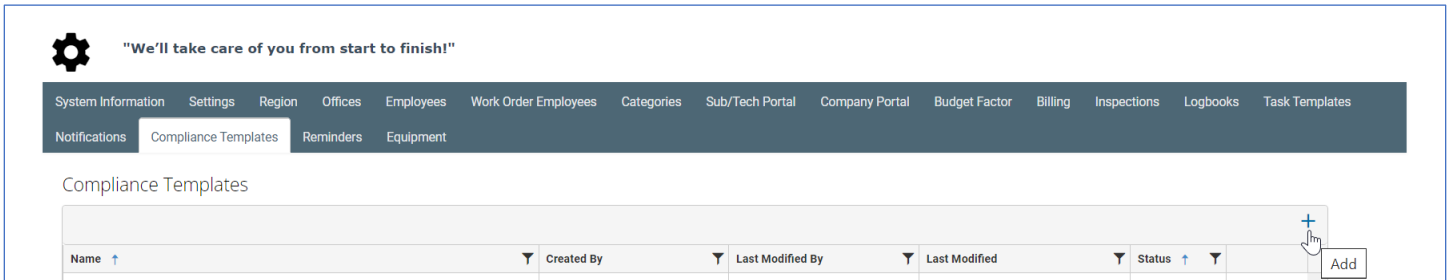 "We'll take care of you from start to finish!"
System Information Settings Region Offices Employees Work Order Employees Categories Sub/Tech Portal Company Portal Budget Factor Billing Inspections Logbooks Task Templates
Notifications Compliance Templates Reminders Equipment
Compliance Templates
Name Created By Last Modified By Last Modified Status
Add